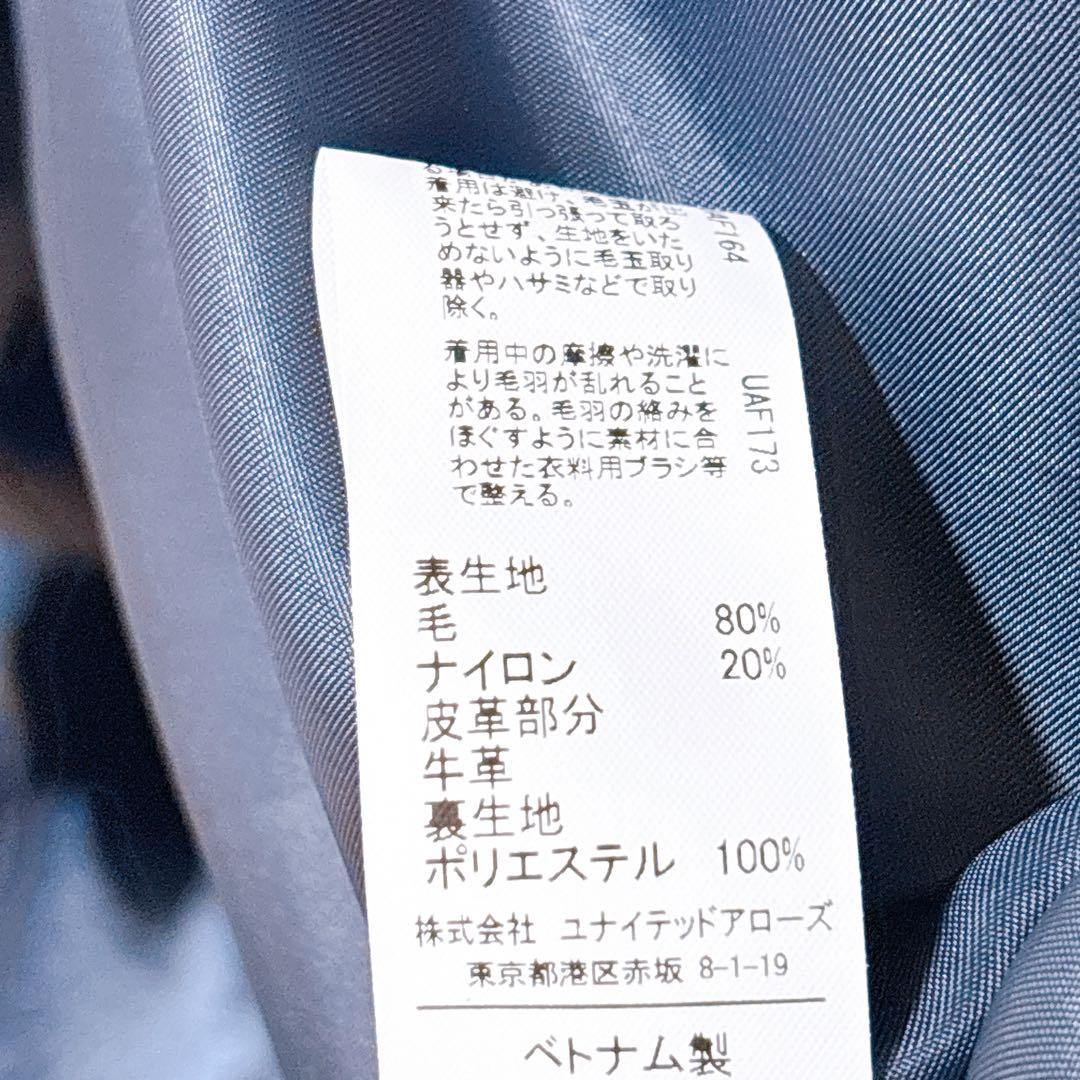 着用は避け、毛玉が出
来たら引っ張って取ろ
うとせず、生地をいた
めないように毛玉取り
器やハサミなどで取り
除く。
着用中の摩擦や洗濯に
より毛羽が乱れること
がある。毛羽の絡みを
ほぐすように素材に合
わせた衣料用ブラシ等
で整える。
UAF173
表生地
毛 80%
ナイロン 20%
皮革部分
牛革
裏生地
ポリエステル 100%
株式会社 ユナイテッドアローズ
東京都港区赤坂 8-1-19
ベトナム製